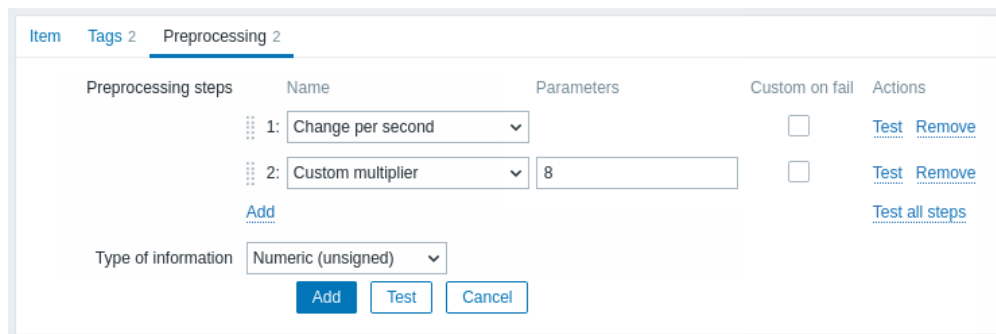 Item Tags 2 Preprocessing 2
Preprocessing steps Name Parameters Custom on fail Actions
1: Change per second Test Remove
2: Custom multiplier 8 Test Remove
Add Test all steps
Type of information Numeric (unsigned)
Add Test Cancel